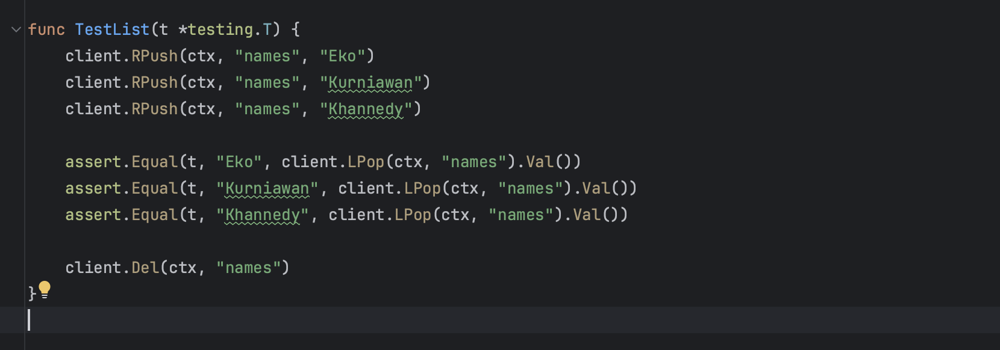 func TestList(t *testing.T) {
    client.RPush(ctx, "names", "Eko")
    client.RPush(ctx, "names", "Kurniawan")
    client.RPush(ctx, "names", "Khannedy")

    assert.Equal(t, "Eko", client.LPop(ctx, "names").Val())
    assert.Equal(t, "Kurniawan", client.LPop(ctx, "names").Val())
    assert.Equal(t, "Khannedy", client.LPop(ctx, "names").Val())

    client.Del(ctx, "names")
}